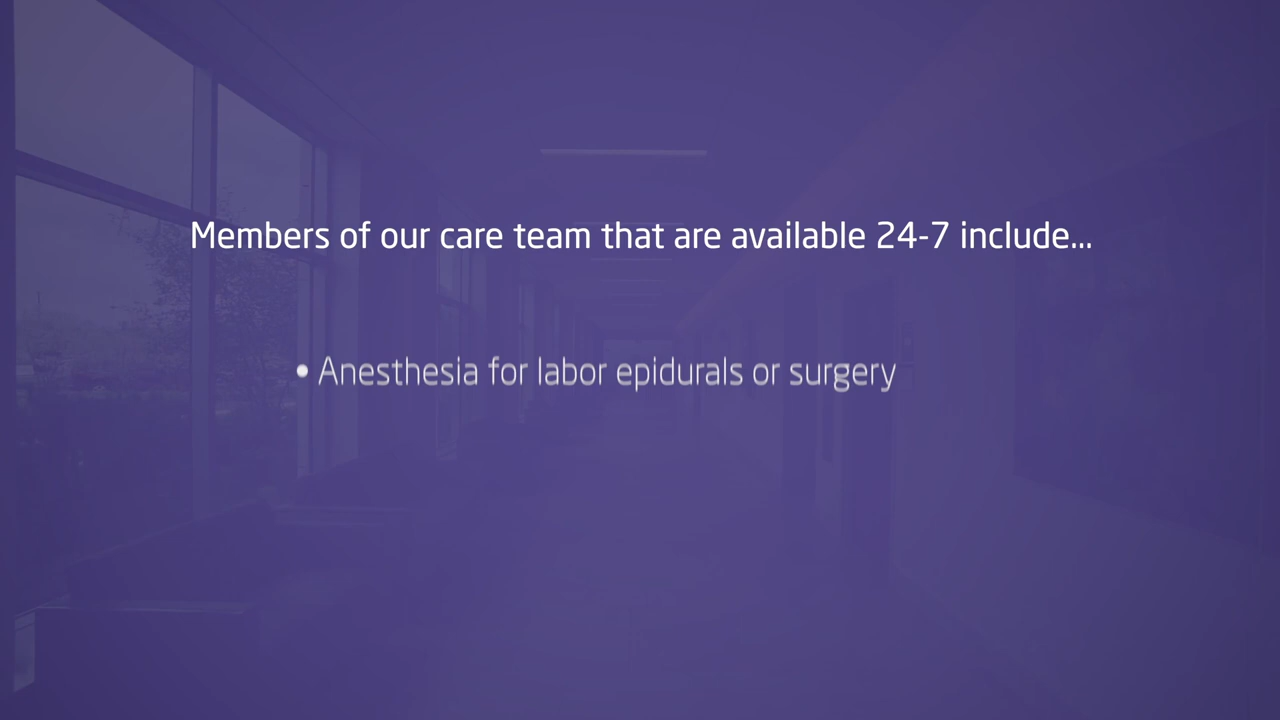 Members of our care team that are available 24-7 include...
• Anesthesia for labor epidurals or surgery